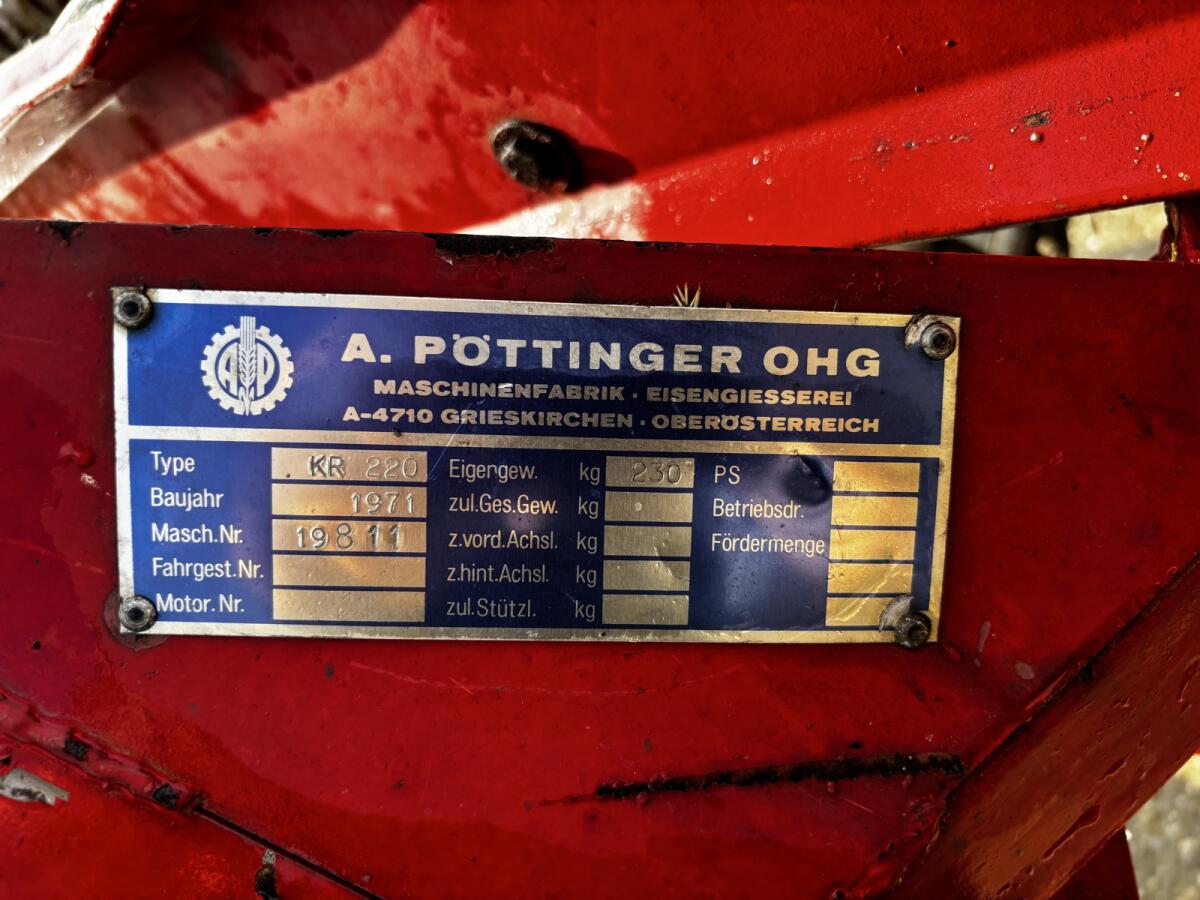 AP
A. PÖTTINGER OHG
MASCHINENFABRIK · EISENGIESSEREI
A-4710 GRIESKIRCHEN · OBERÖSTERREICH
Type KR 220 Eigengew. kg 230 PS
Baujahr 1971 zul.Ges.Gew. kg Betriebsdr.
Masch.Nr. 19811 z.vord.Achsl. kg Fördermenge
Fahrgest.Nr. z.hint.Achsl. kg
Motor.Nr. zul.Stützl. kg